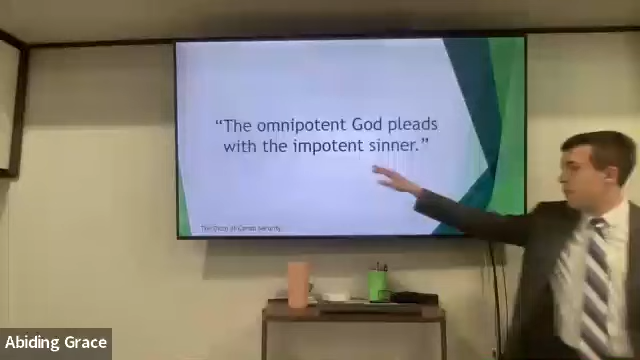 “The omnipotent God pleads
with the impotent sinner.”
Abiding Grace